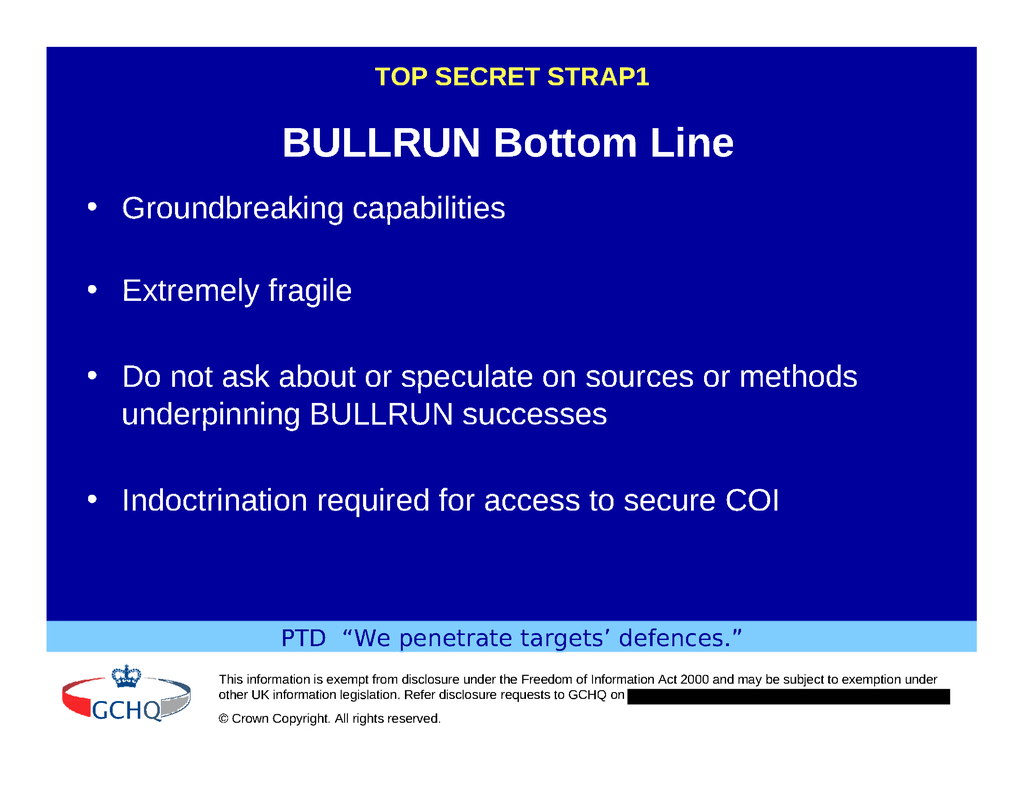 TOP SECRET STRAP1
BULLRUN Bottom Line
• Groundbreaking capabilities
• Extremely fragile
• Do not ask about or speculate on sources or methods
underpinning BULLRUN successes
• Indoctrination required for access to secure COI
PTD “We penetrate targets’ defences.”
GCHQ
This information is exempt from disclosure under the Freedom of Information Act 2000 and may be subject to exemption under
other UK information legislation. Refer disclosure requests to GCHQ on
© Crown Copyright. All rights reserved.